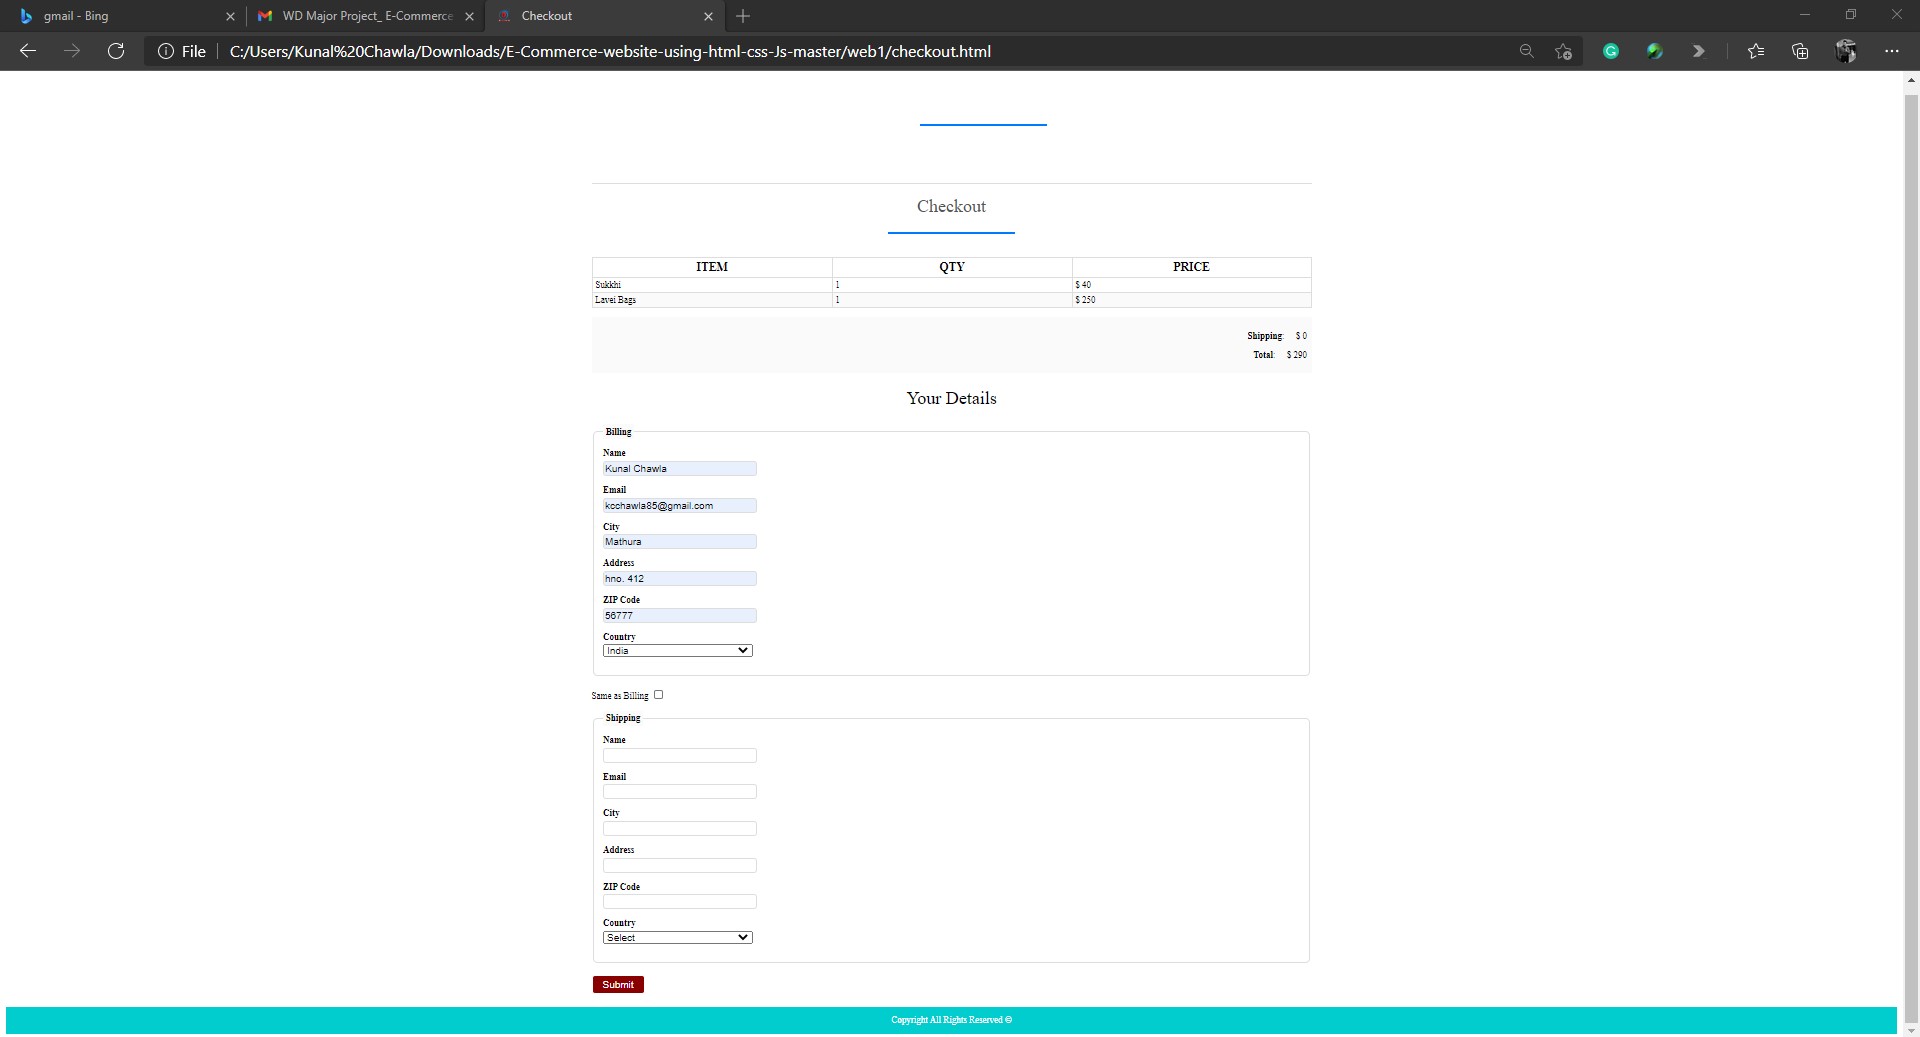 gmail - Bing
WD Major Project_ E-Commerce
Checkout
File
C:/Users/Kunal%20Chawla/Downloads/E-Commerce-website-using-html-css-Js-master/web1/checkout.html
Checkout
ITEM QTY PRICE
Sukkhi 1 $ 40
Lavei Bags 1 $ 250
Shipping: $ 0
Total: $ 290
Your Details
Billing
Name
Kunal Chawla
Email
kcchawla85@gmail.com
City
Mathura
Address
hno. 412
ZIP Code
56777
Country
India
Same as Billing
Shipping
Name
Email
City
Address
ZIP Code
Country
Select
Submit
Copyright All Rights Reserved ©